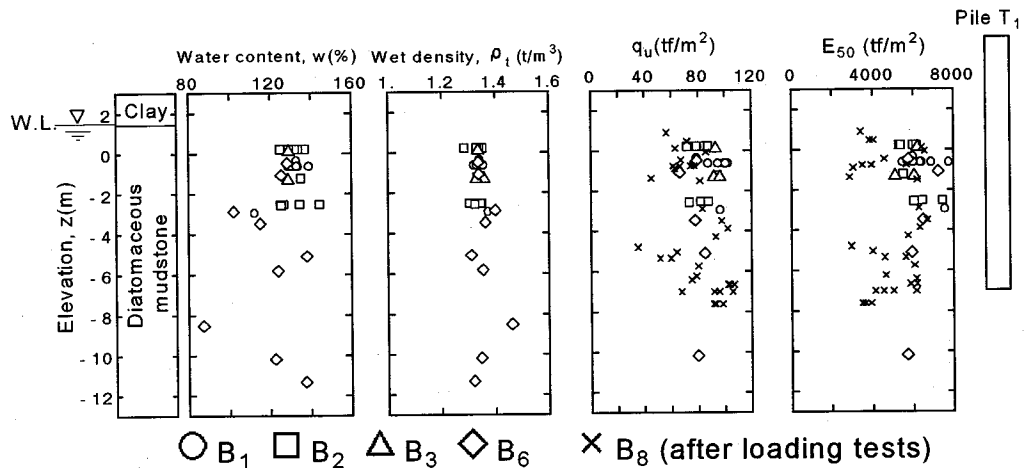 Pile T1
Water content, w(%)
Wet density, ρt (t/m3)
qu(tf/m2)
E50 (tf/m2)
80 120 160
1 1.2 1.4 1.6
0 40 80 120
0 4000 8000
W.L.
Clay
Diatomaceous
mudstone
Elevation, z(m)
2
0
- 2
- 4
- 6
- 8
- 10
- 12
B1 B2 B3 B6 B8 (after loading tests)